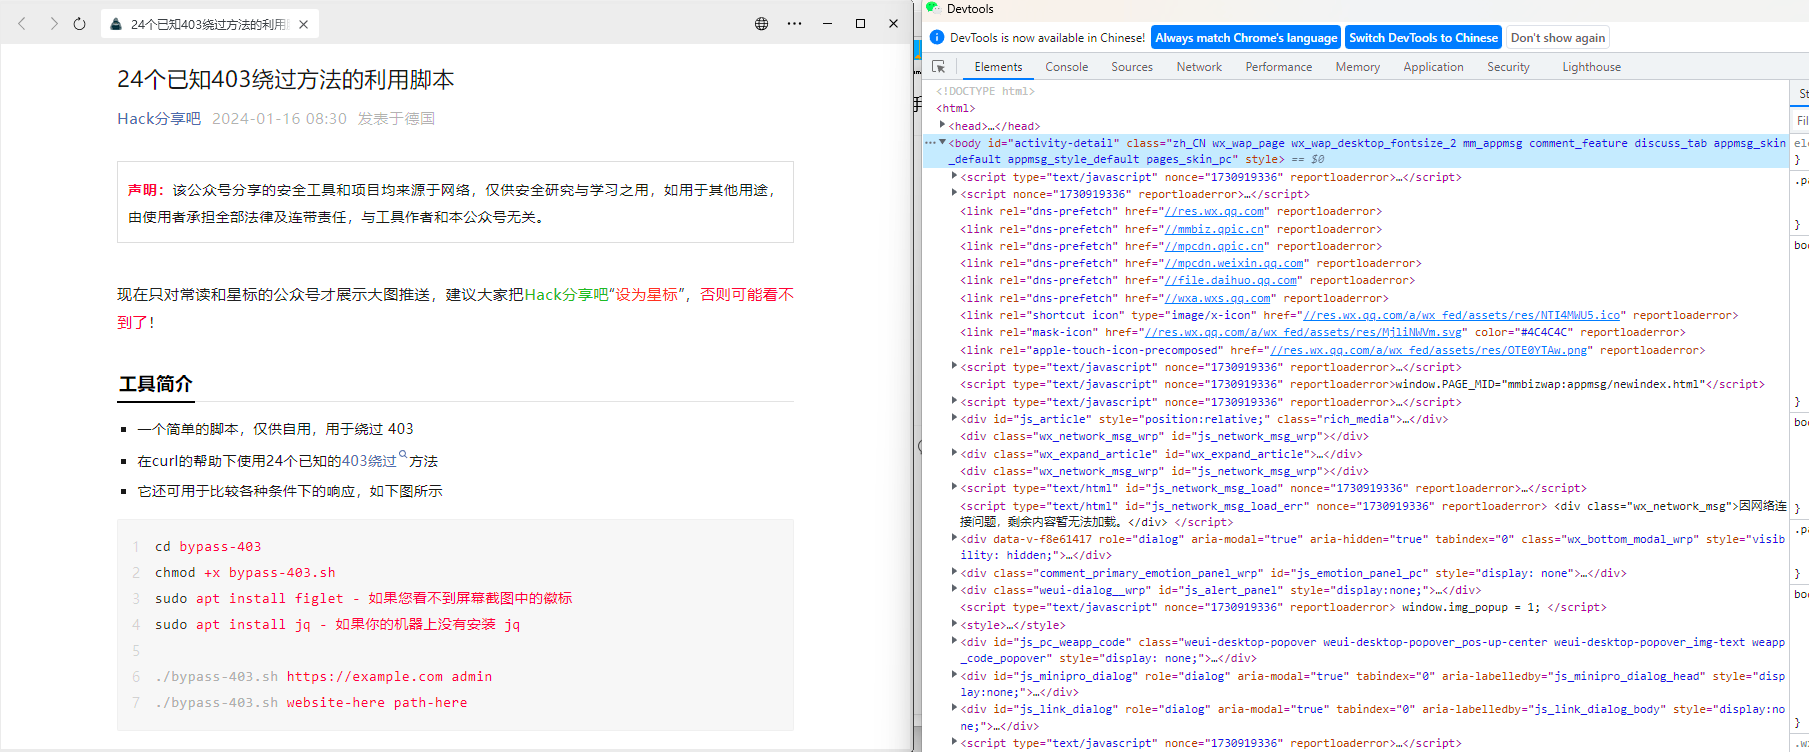 24个已知403绕过方法的利用脚
24个已知403绕过方法的利用脚本
Hack分享吧 2024-01-16 08:30 发表于德国
声明：该公众号分享的安全工具和项目均来源于网络，仅供安全研究与学习之用，如用于其他用途，
由使用者承担全部法律及连带责任，与工具作者和本公众号无关。
现在只对常读和星标的公众号才展示大图推送，建议大家把Hack分享吧“设为星标”，否则可能看不
到了！
工具简介
一个简单的脚本，仅供自用，用于绕过 403
在curl的帮助下使用24个已知的403绕过方法
它还可用于比较各种条件下的响应，如下图所示
1 cd bypass-403
2 chmod +x bypass-403.sh
3 sudo apt install figlet - 如果您看不到屏幕截图中的徽标
4 sudo apt install jq - 如果你的机器上没有安装 jq
5
6 ./bypass-403.sh https://example.com admin
7 ./bypass-403.sh website-here path-here
Devtools
DevTools is now available in Chinese! Always match Chrome's language Switch DevTools to Chinese Don't show again
Elements Console Sources Network Performance Memory Application Security Lighthouse
<!DOCTYPE html>
<html>
<head>…</head>
<body id="activity-detail" class="zh_CN wx_wap_page wx_wap_desktop_fontsize_2 mm_appmsg comment_feature discuss_tab appmsg_skin
_default appmsg_style_default pages_skin_pc" style> == $0
<script type="text/javascript" nonce="1730919336" reportloaderror>…</script>
<script nonce="1730919336" reportloaderror>…</script>
<link rel="dns-prefetch" href="//res.wx.qq.com" reportloaderror>
<link rel="dns-prefetch" href="//mmbiz.qpic.cn" reportloaderror>
<link rel="dns-prefetch" href="//mpcdn.qpic.cn" reportloaderror>
<link rel="dns-prefetch" href="//mpcdn.weixin.qq.com" reportloaderror>
<link rel="dns-prefetch" href="//file.daihuo.qq.com" reportloaderror>
<link rel="dns-prefetch" href="//wxa.wxs.qq.com" reportloaderror>
<link rel="shortcut icon" type="image/x-icon" href="//res.wx.qq.com/a/wx_fed/assets/res/NTI4MWU5.ico" reportloaderror>
<link rel="mask-icon" href="//res.wx.qq.com/a/wx_fed/assets/res/MjliNWVm.svg" color="#4C4C4C" reportloaderror>
<link rel="apple-touch-icon-precomposed" href="//res.wx.qq.com/a/wx_fed/assets/res/OTE0YTAw.png" reportloaderror>
<script type="text/javascript" nonce="1730919336" reportloaderror>…</script>
<script type="text/javascript" nonce="1730919336" reportloaderror>window.PAGE_MID="mmbizwap:appmsg/newindex.html"</script>
<script type="text/javascript" nonce="1730919336" reportloaderror>…</script>
<div id="js_article" style="position:relative;" class="rich_media">…</div>
<div class="wx_network_msg_wrp" id="js_network_msg_wrp"></div>
<div class="wx_expand_article" id="wx_expand_article">…</div>
<div class="wx_network_msg_wrp" id="js_network_msg_wrp"></div>
<script type="text/html" id="js_network_msg_load" nonce="1730919336" reportloaderror>…</script>
<script type="text/html" id="js_network_msg_load_err" nonce="1730919336" reportloaderror> <div class="wx_network_msg">因网络连
接问题，剩余内容暂无法加载。</div> </script>
<div data-v-f8e61417 role="dialog" aria-modal="true" aria-hidden="true" tabindex="0" class="wx_bottom_modal_wrp" style="visib
ility: hidden;">…</div>
<div class="comment_primary_emotion_panel_wrp" id="js_emotion_panel_pc" style="display: none">…</div>
<div class="weui-dialog__wrp" id="js_alert_panel" style="display:none;">…</div>
<script type="text/javascript" nonce="1730919336" reportloaderror> window.img_popup = 1; </script>
<style>…</style>
<div id="js_pc_weapp_code" class="weui-desktop-popover weui-desktop-popover_pos-up-center weui-desktop-popover_img-text weapp
_code_popover" style="display: none;">…</div>
<div id="js_minipro_dialog" role="dialog" aria-modal="true" tabindex="0" aria-labelledby="js_minipro_dialog_head" style="disp
lay:none;">…</div>
<div id="js_link_dialog" role="dialog" aria-modal="true" tabindex="0" aria-labelledby="js_link_dialog_body" style="display:no
ne;">…</div>
<script type="text/javascript" nonce="1730919336" reportloaderror>…</script>